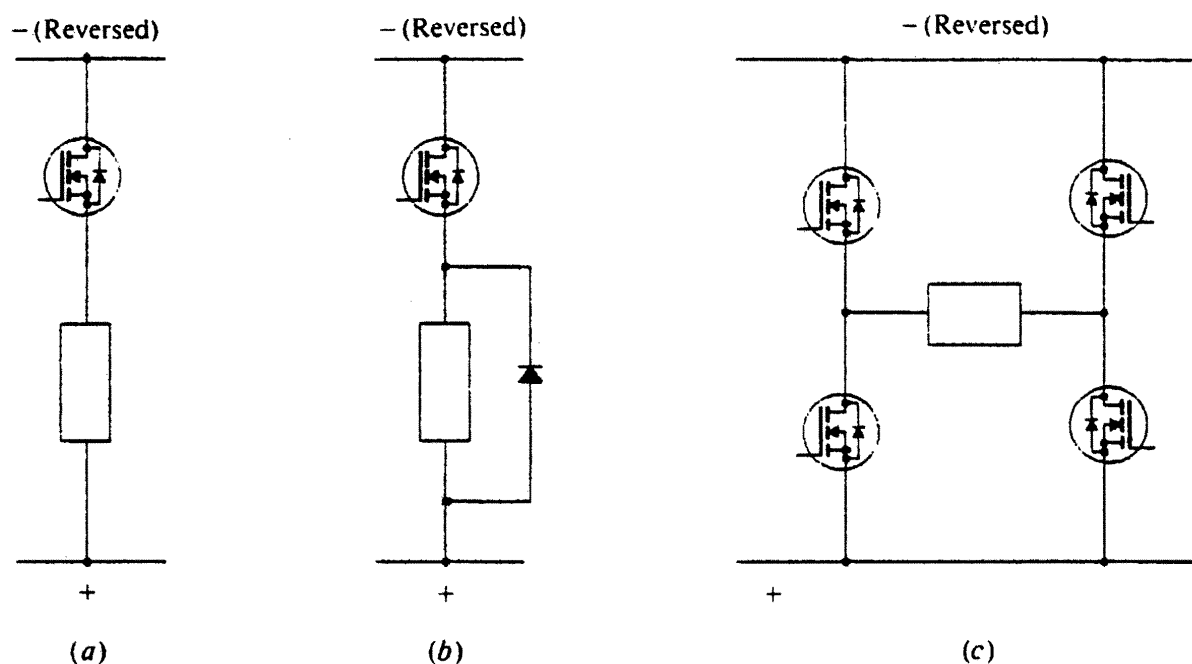 – (Reversed)
– (Reversed)
– (Reversed)
+
+
+
(a)
(b)
(c)